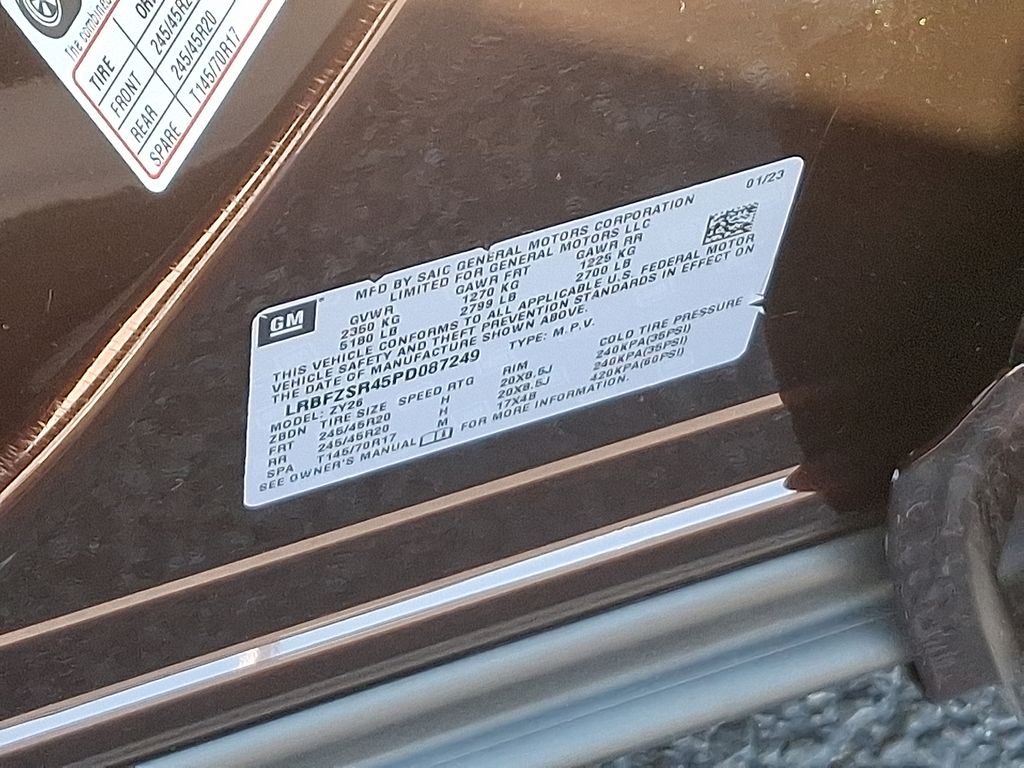 The combined
TIRE
FRONT 245/45R2
REAR 245/45R20
SPARE T145/70R17
GM
MFD BY SAIC GENERAL MOTORS CORPORATION 01/23
LIMITED FOR GENERAL MOTORS LLC
GVWR GAWR FRT GAWR RR
2350 KG 1270 KG 1225 KG
5180 LB 2799 LB 2700 LB
THIS VEHICLE CONFORMS TO ALL APPLICABLE U.S. FEDERAL MOTOR
VEHICLE SAFETY AND THEFT PREVENTION STANDARDS IN EFFECT ON
THE DATE OF MANUFACTURE SHOWN ABOVE.
LRBFZSR45PD087249 TYPE: M.P.V.
MODEL: ZY26
ZBDN TIRE SIZE SPEED RTG RIM COLD TIRE PRESSURE
FRT 245/45R20 H 20X8.5J 240KPA(35PSI)
RR 245/45R20 H 20X8.5J 240KPA(35PSI)
SPA T145/70R17 M 17X4B 420KPA(60PSI)
SEE OWNER'S MANUAL FOR MORE INFORMATION.